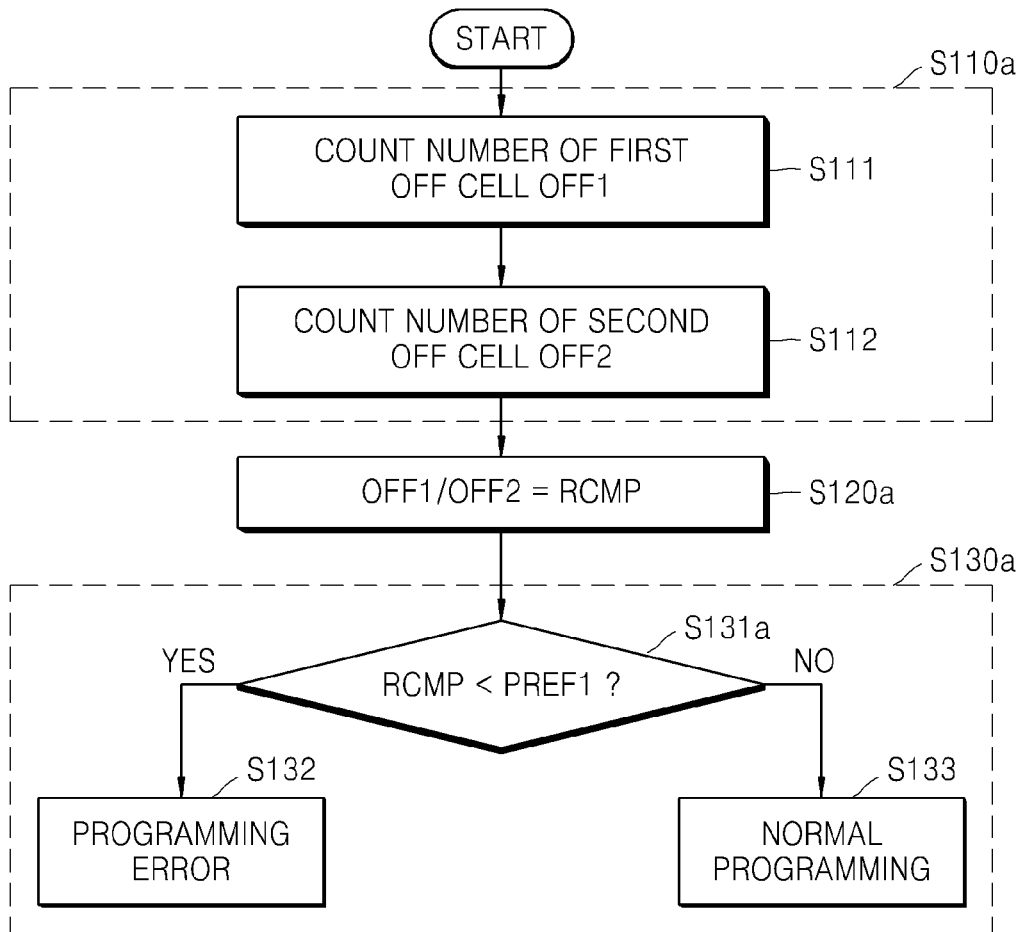 START
S110a
COUNT NUMBER OF FIRST
OFF CELL OFF1
S111
COUNT NUMBER OF SECOND
OFF CELL OFF2
S112
OFF1/OFF2 = RCMP
S120a
S130a
S131a
YES
RCMP < PREF1 ?
NO
S132
S133
PROGRAMMING
ERROR
NORMAL
PROGRAMMING